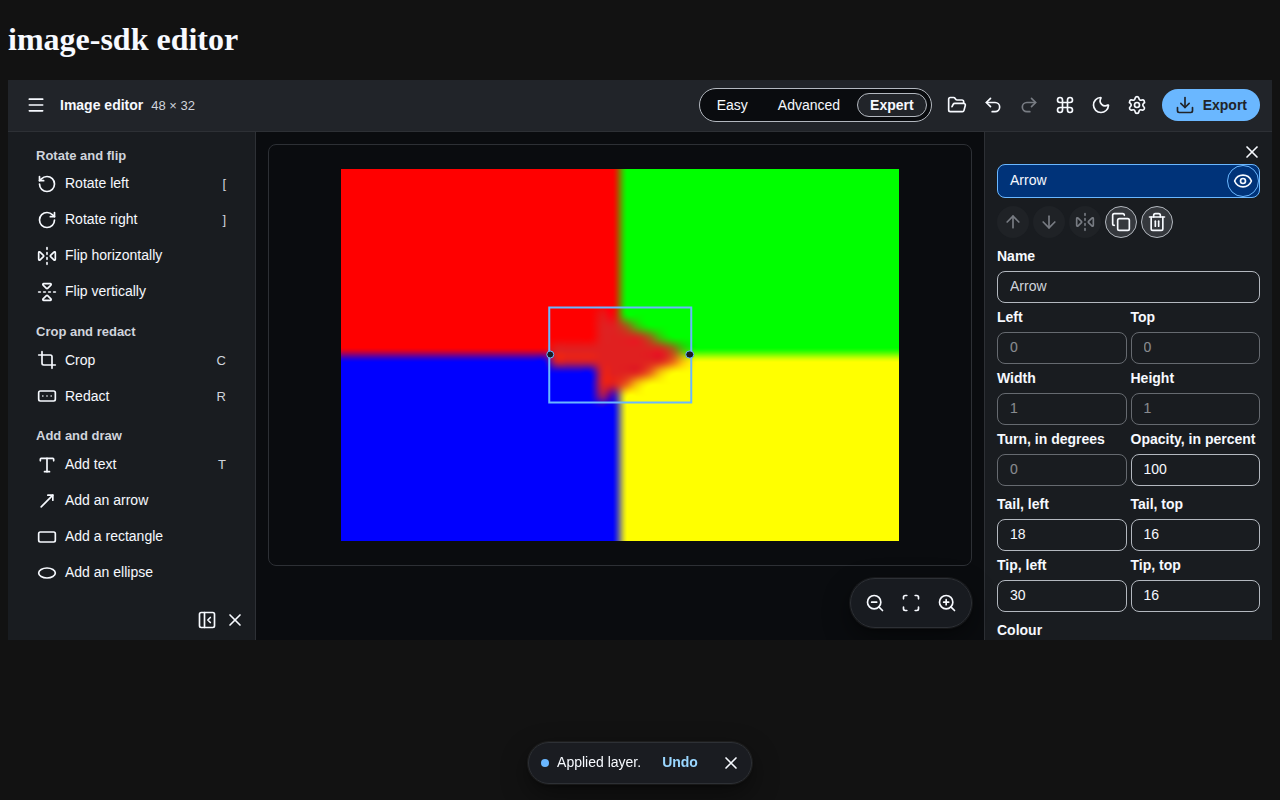 image-sdk editor
Image editor 48 × 32
Easy Advanced Expert
Export
Rotate and flip
Rotate left [
Rotate right ]
Flip horizontally
Flip vertically
Crop and redact
Crop C
Redact R
Add and draw
Add text T
Add an arrow
Add a rectangle
Add an ellipse
Arrow
Name
Arrow
Left Top
0 0
Width Height
1 1
Turn, in degrees Opacity, in percent
0 100
Tail, left Tail, top
18 16
Tip, left Tip, top
30 16
Colour
Applied layer. Undo